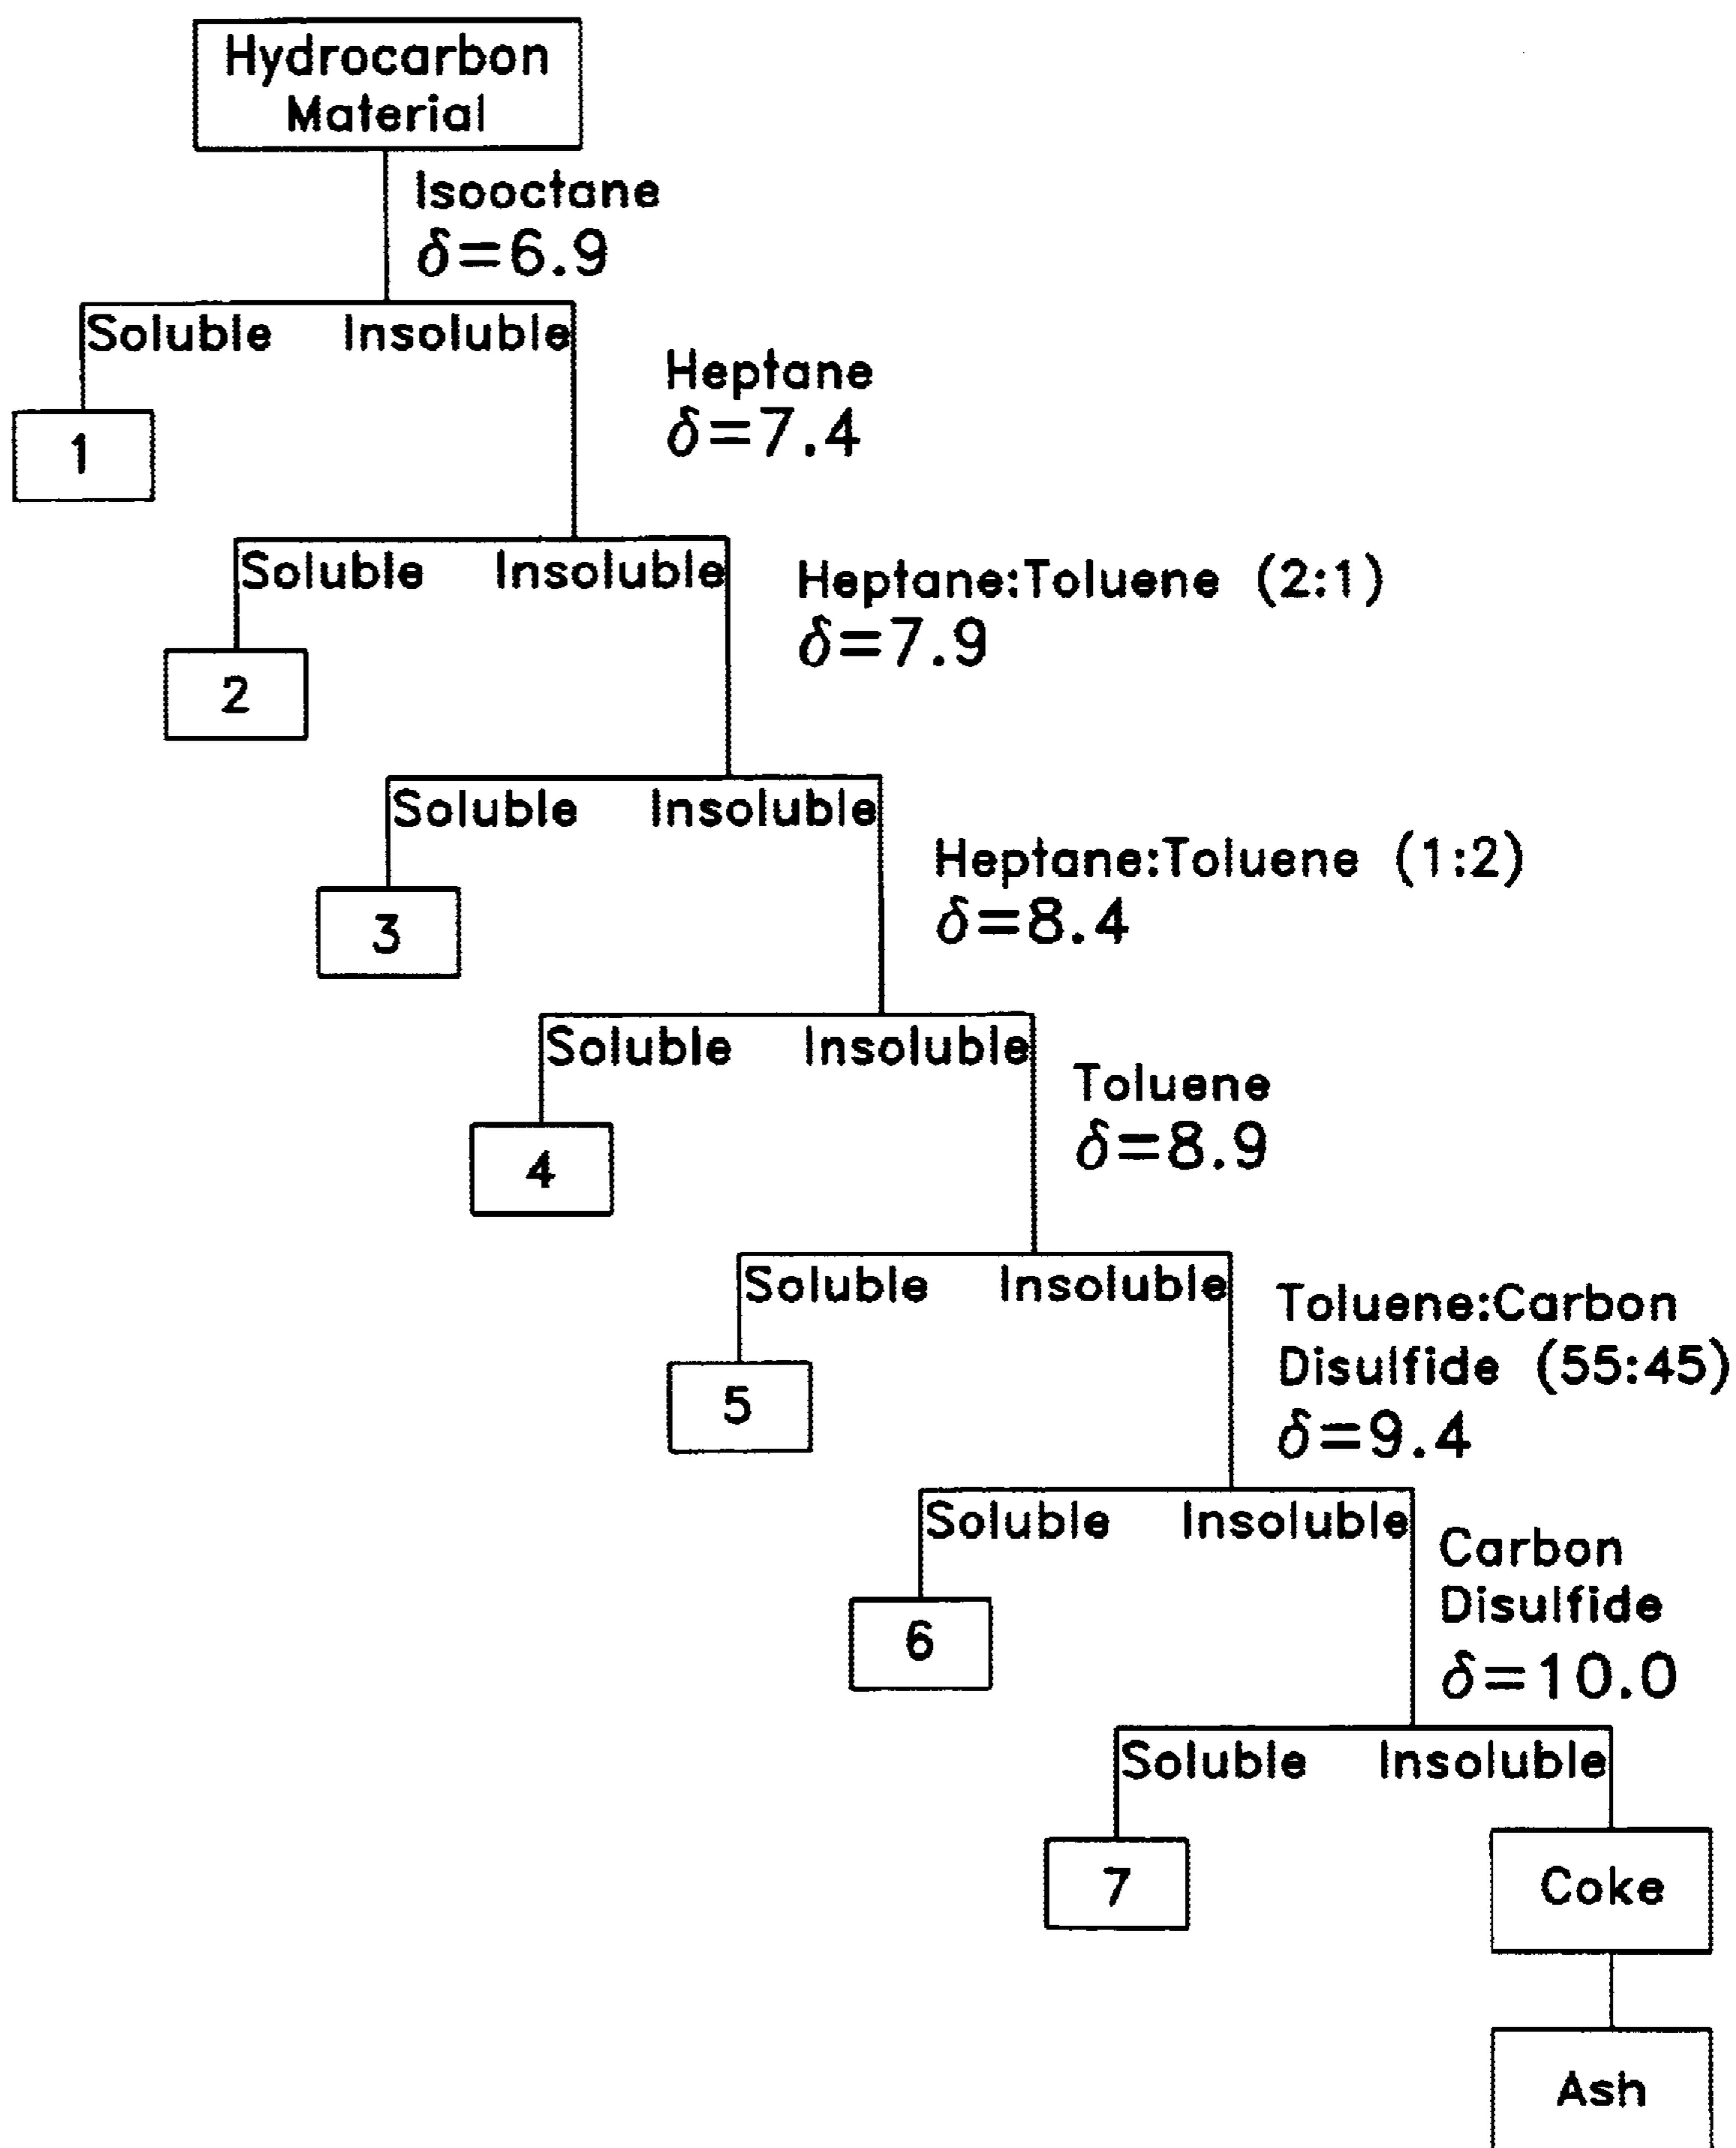 Hydrocarbon
Material
Isooctane
δ=6.9
Soluble Insoluble
Heptane
δ=7.4
1
Soluble Insoluble
Heptane:Toluene (2:1)
δ=7.9
2
Soluble Insoluble
Heptane:Toluene (1:2)
δ=8.4
3
Soluble Insoluble
Toluene
δ=8.9
4
Soluble Insoluble
Toluene:Carbon
Disulfide (55:45)
δ=9.4
5
Soluble Insoluble
Carbon
Disulfide
δ=10.0
6
Soluble Insoluble
7
Coke
Ash